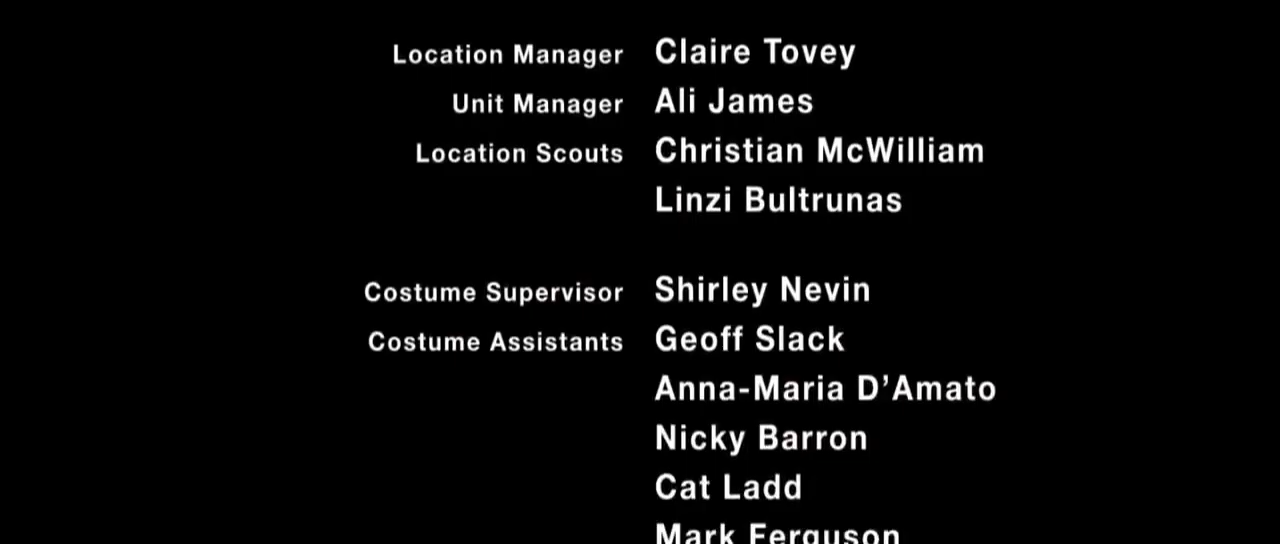 Location Manager Claire Tovey
Unit Manager Ali James
Location Scouts Christian McWilliam
Linzi Bultrunas
Costume Supervisor Shirley Nevin
Costume Assistants Geoff Slack
Anna-Maria D’Amato
Nicky Barron
Cat Ladd
Mark Ferguson